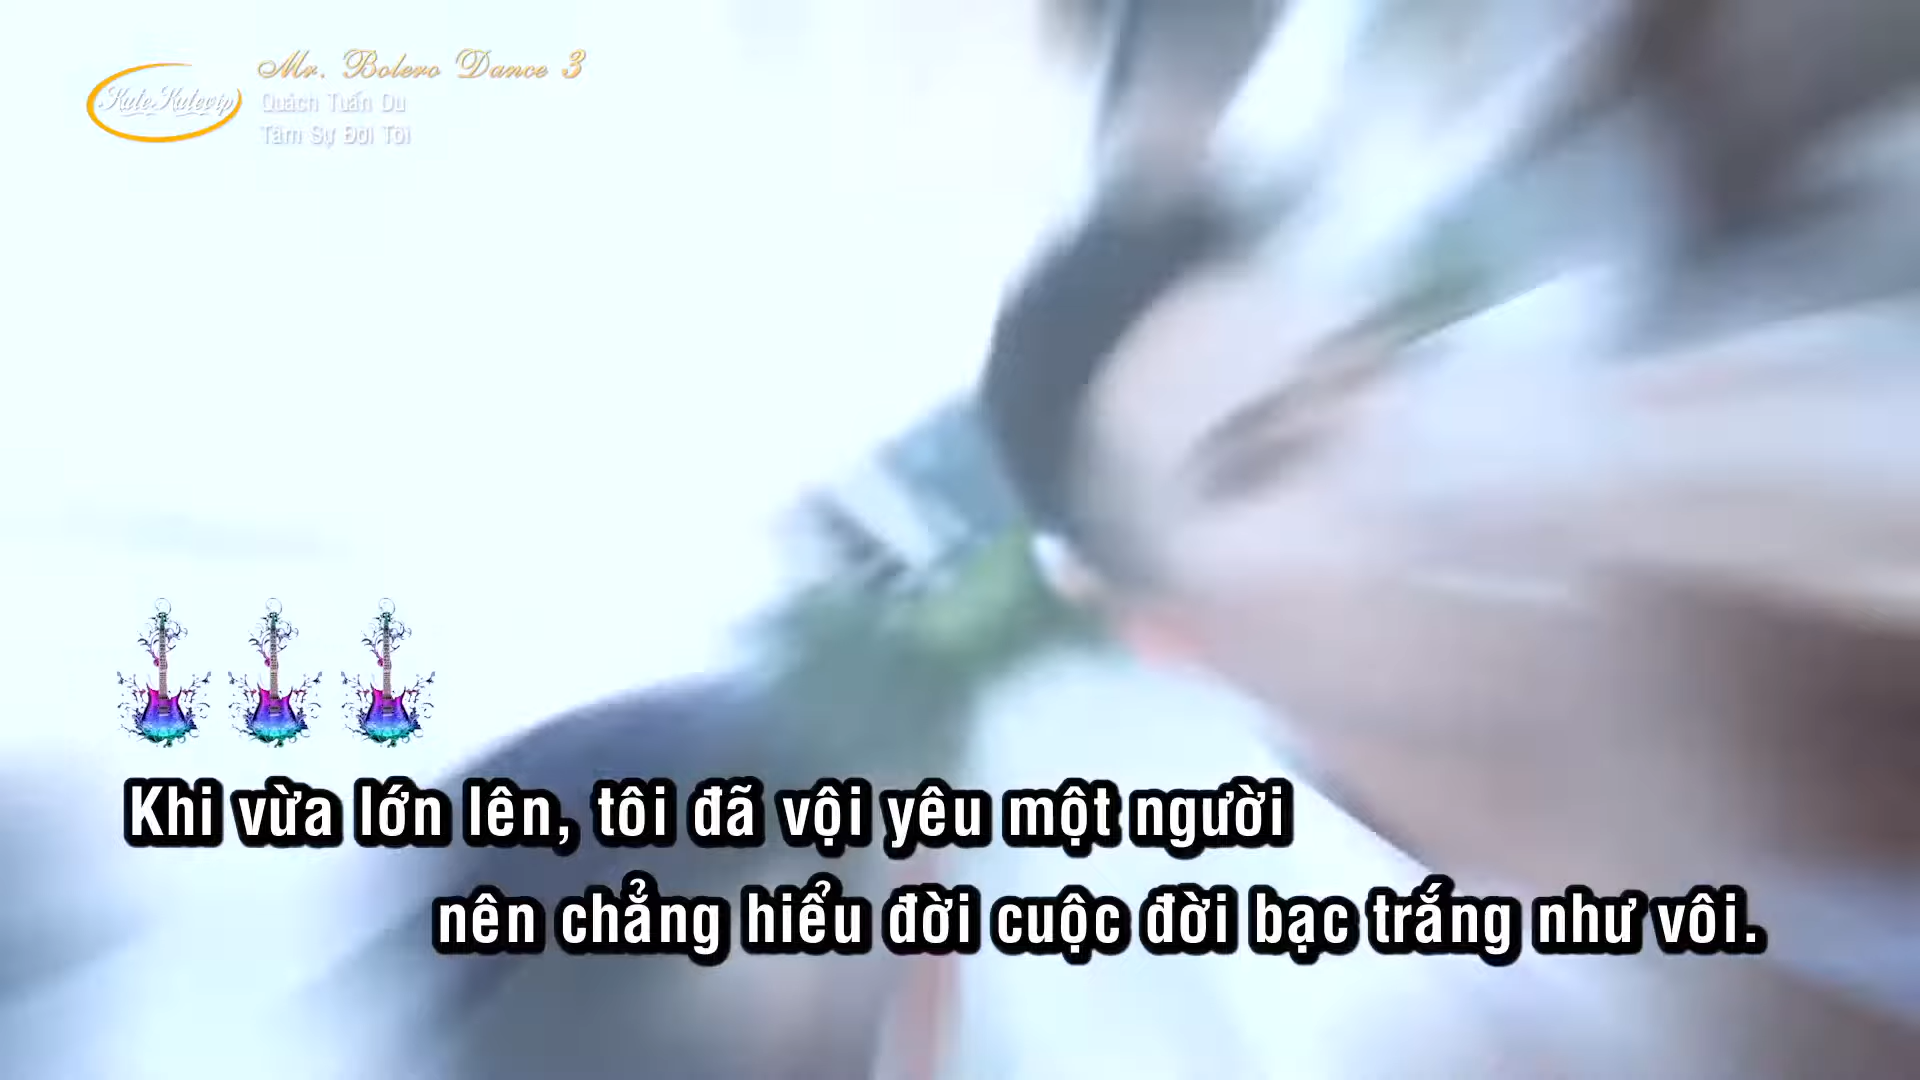 Mr. Bolero Dance 3
KuteKutevip
Quách Tuấn Du
Tâm Sự Đời Tôi
Khi vừa lớn lên, tôi đã vội yêu một người
nên chẳng hiểu đời cuộc đời bạc trắng như vôi.